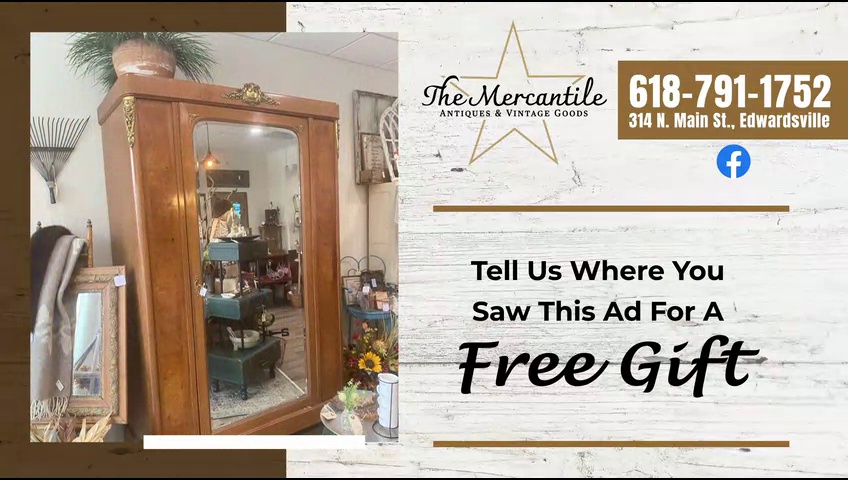 The Mercantile
Antiques & Vintage Goods
618-791-1752
314 N. Main St., Edwardsville
Tell Us Where You
Saw This Ad For A
Free Gift